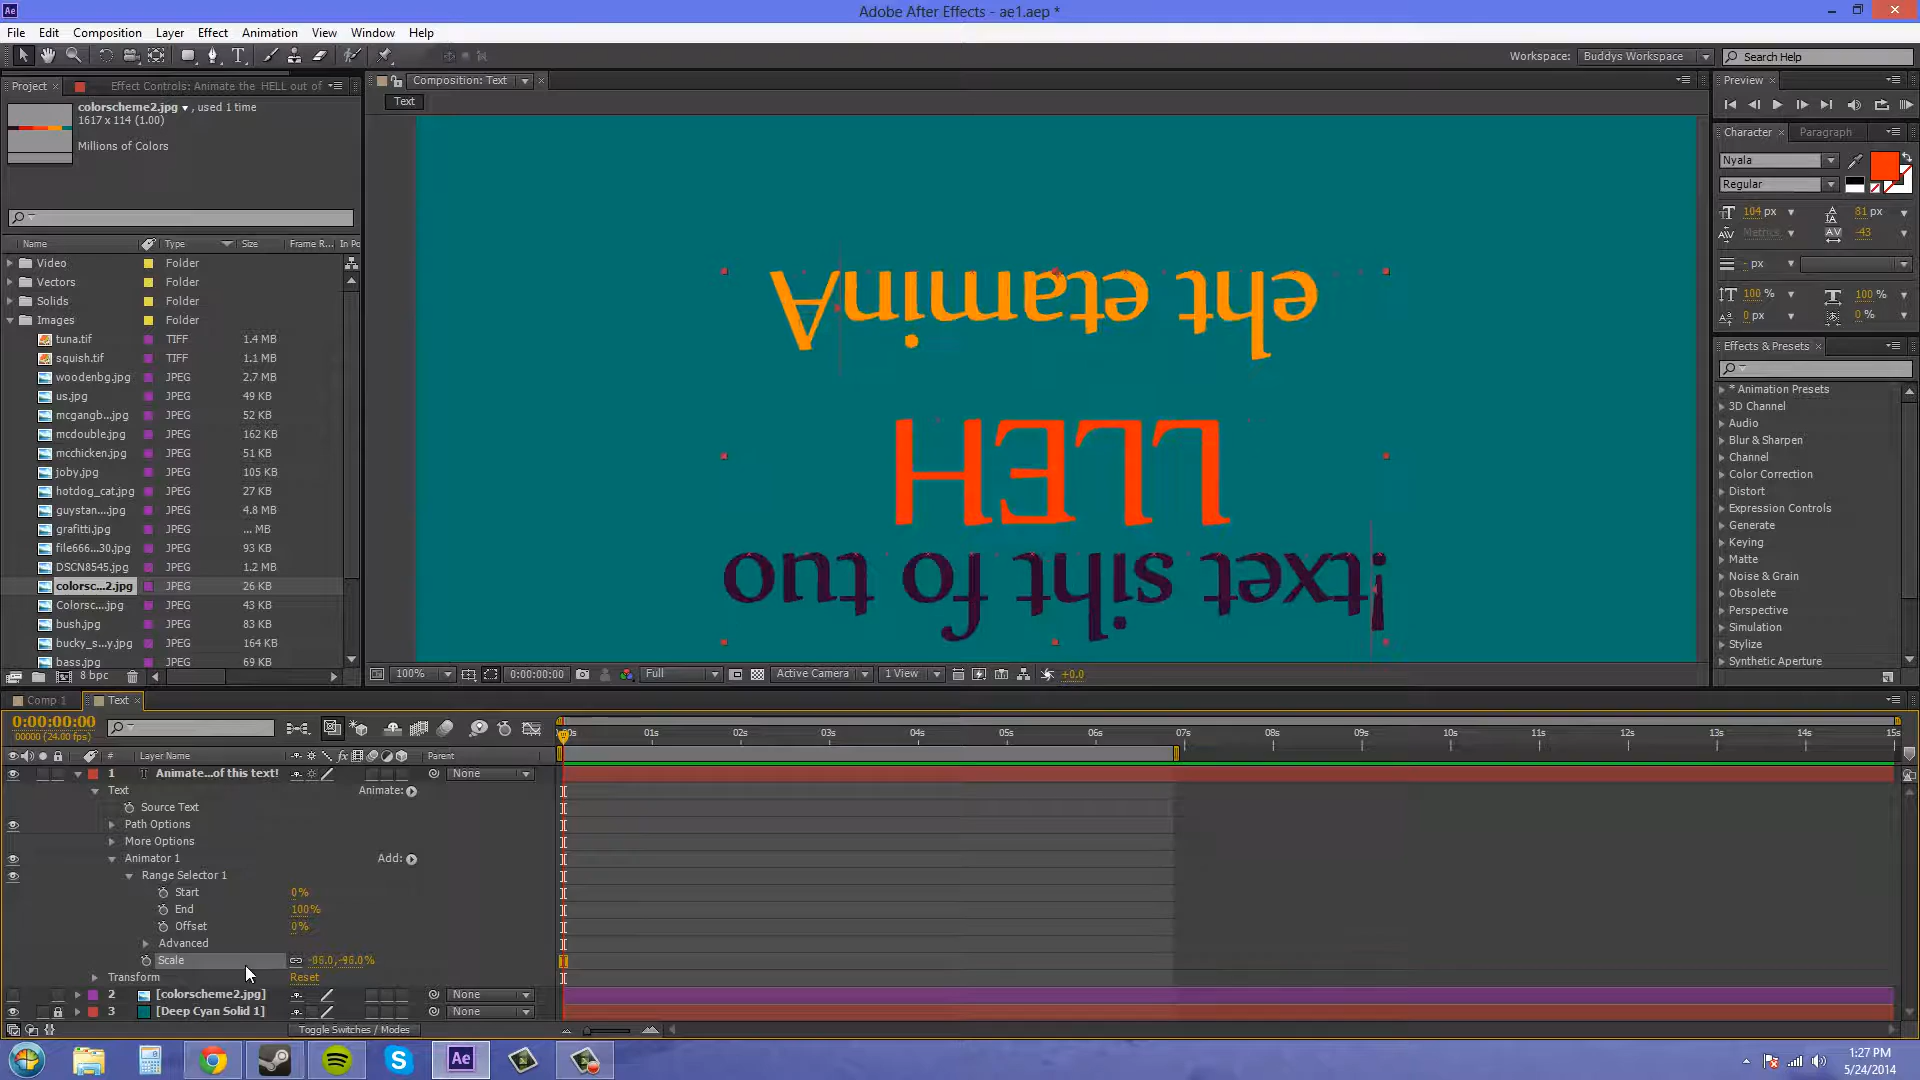 Adobe After Effects - ae1.aep *
File Edit Composition Layer Effect Animation View Window Help
Workspace: Buddys Workspace Search Help
Project Effect Controls: Animate the HELL out of
colorscheme2.jpg , used 1 time
1617 x 114 (1.00)
Millions of Colors
Name Type Size Frame R... In Po
Video Folder
Vectors Folder
Solids Folder
Images Folder
tuna.tif TIFF 1.4 MB
squish.tif TIFF 1.1 MB
woodenbg.jpg JPEG 2.7 MB
us.jpg JPEG 49 KB
mcgangb...jpg JPEG 52 KB
mcdouble.jpg JPEG 162 KB
mcchicken.jpg JPEG 51 KB
joby.jpg JPEG 105 KB
hotdog_cat.jpg JPEG 27 KB
guystan....jpg JPEG 4.8 MB
grafitti.jpg JPEG ... MB
file666...30.jpg JPEG 93 KB
DSCN8545.jpg JPEG 1.2 MB
colorsc...2.jpg JPEG 26 KB
Colorsc....jpg JPEG 43 KB
bush.jpg JPEG 83 KB
bucky_s...y.jpg JPEG 164 KB
bass.jpg JPEG 69 KB
8 bpc
Composition: Text
Text
Animate the
HELL
out of this text!
100% 0:00:00:00 Full Active Camera 1 View +0.0
Preview
Character Paragraph
Nyala
Regular
104 px 81 px
Metrics -43
- px
100 % 100 %
0 px 0 %
Effects & Presets
* Animation Presets
3D Channel
Audio
Blur & Sharpen
Channel
Color Correction
Distort
Expression Controls
Generate
Keying
Matte
Noise & Grain
Obsolete
Perspective
Simulation
Stylize
Synthetic Aperture
Comp 1 Text
0:00:00:00
00000 (24.00 fps)
# Layer Name Parent
01s 02s 03s 04s 05s 06s 07s 08s 09s 10s 11s 12s 13s 14s 15s
1 T Animate...of this text! None
Text Animate:
Source Text
Path Options
More Options
Animator 1 Add:
Range Selector 1
Start 0%
End 100%
Offset 0%
Advanced
Scale
Transform Reset
2 [colorscheme2.jpg] None
3 [Deep Cyan Solid 1] None
Toggle Switches / Modes
Ae
1:27 PM
5/24/2014